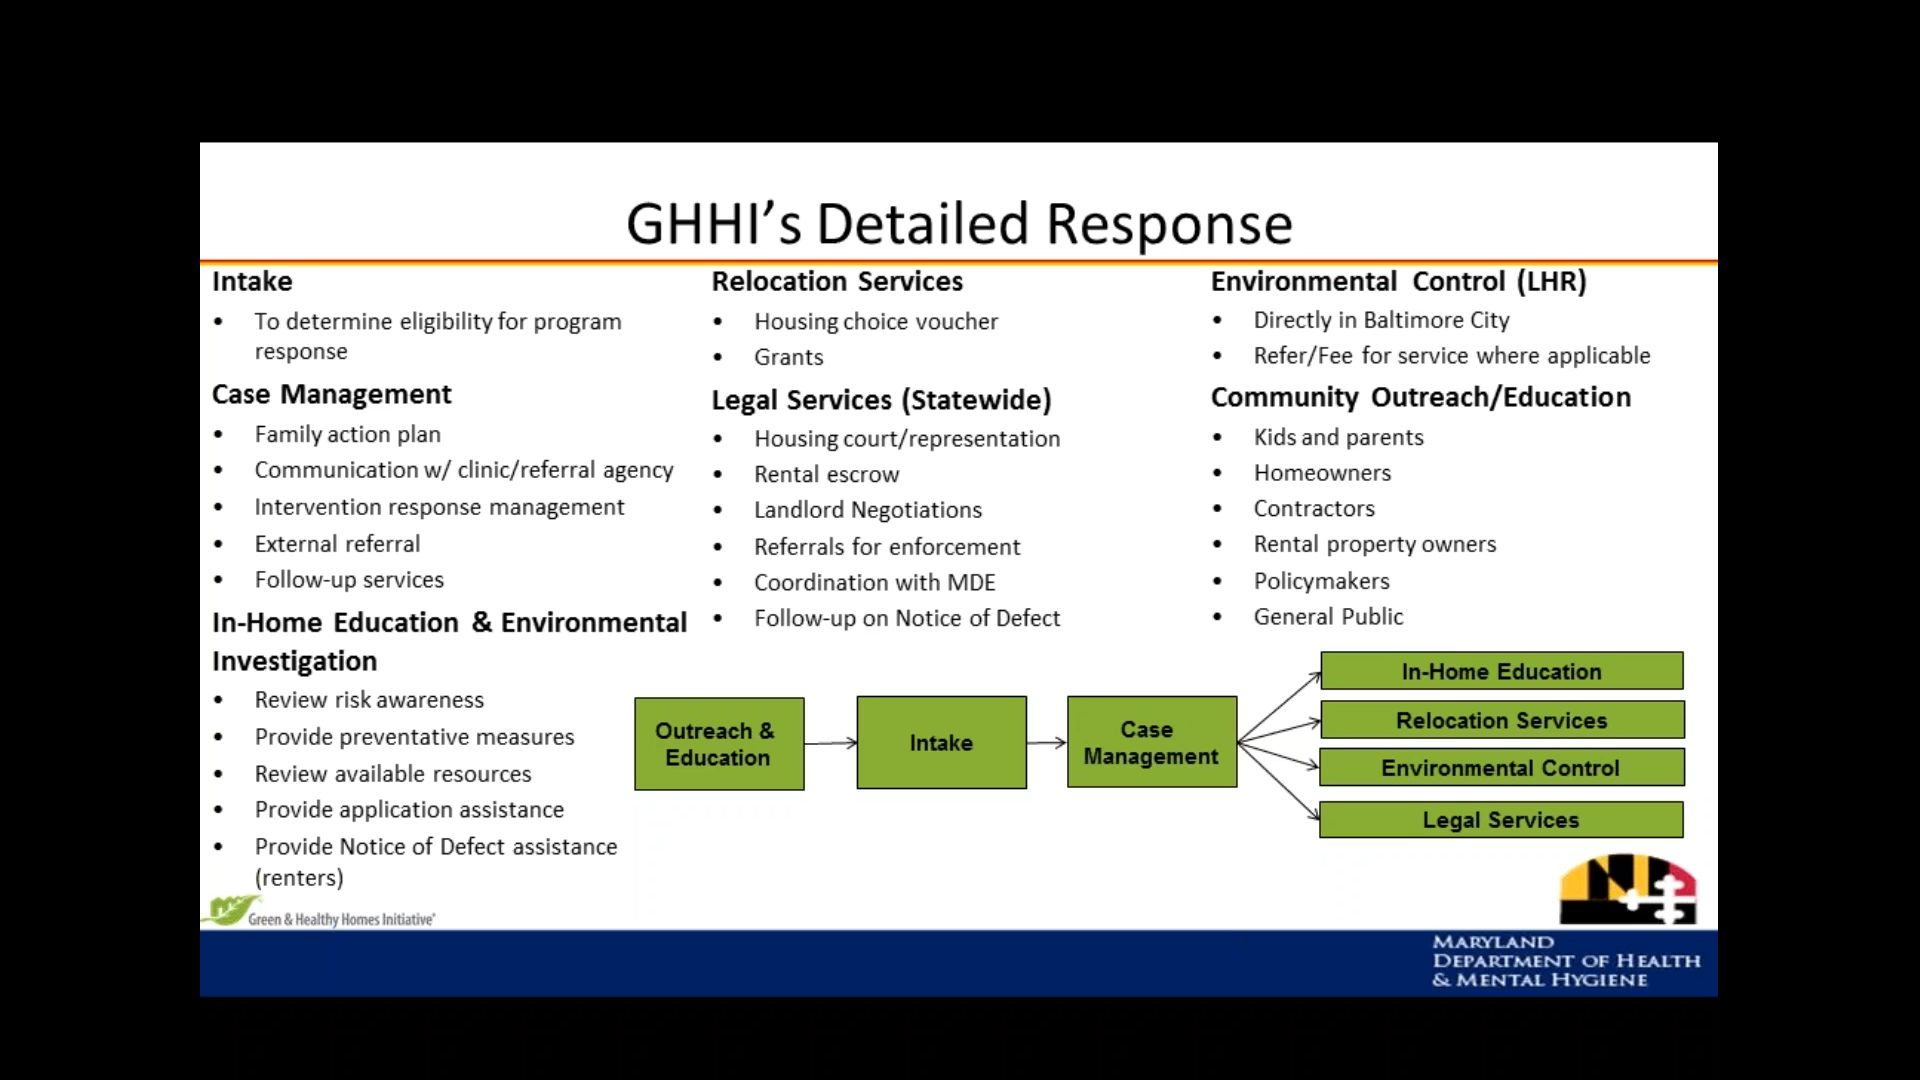 GHHI’s Detailed Response
Intake
• To determine eligibility for program
response
Case Management
• Family action plan
• Communication w/ clinic/referral agency
• Intervention response management
• External referral
• Follow-up services
In-Home Education & Environmental
Investigation
• Review risk awareness
• Provide preventative measures
• Review available resources
• Provide application assistance
• Provide Notice of Defect assistance
(renters)
Relocation Services
• Housing choice voucher
• Grants
Legal Services (Statewide)
• Housing court/representation
• Rental escrow
• Landlord Negotiations
• Referrals for enforcement
• Coordination with MDE
• Follow-up on Notice of Defect
Environmental Control (LHR)
• Directly in Baltimore City
• Refer/Fee for service where applicable
Community Outreach/Education
• Kids and parents
• Homeowners
• Contractors
• Rental property owners
• Policymakers
• General Public
Outreach &
Education
Intake
Case
Management
In-Home Education
Relocation Services
Environmental Control
Legal Services
Green & Healthy Homes Initiative®
MARYLAND
DEPARTMENT OF HEALTH
& MENTAL HYGIENE